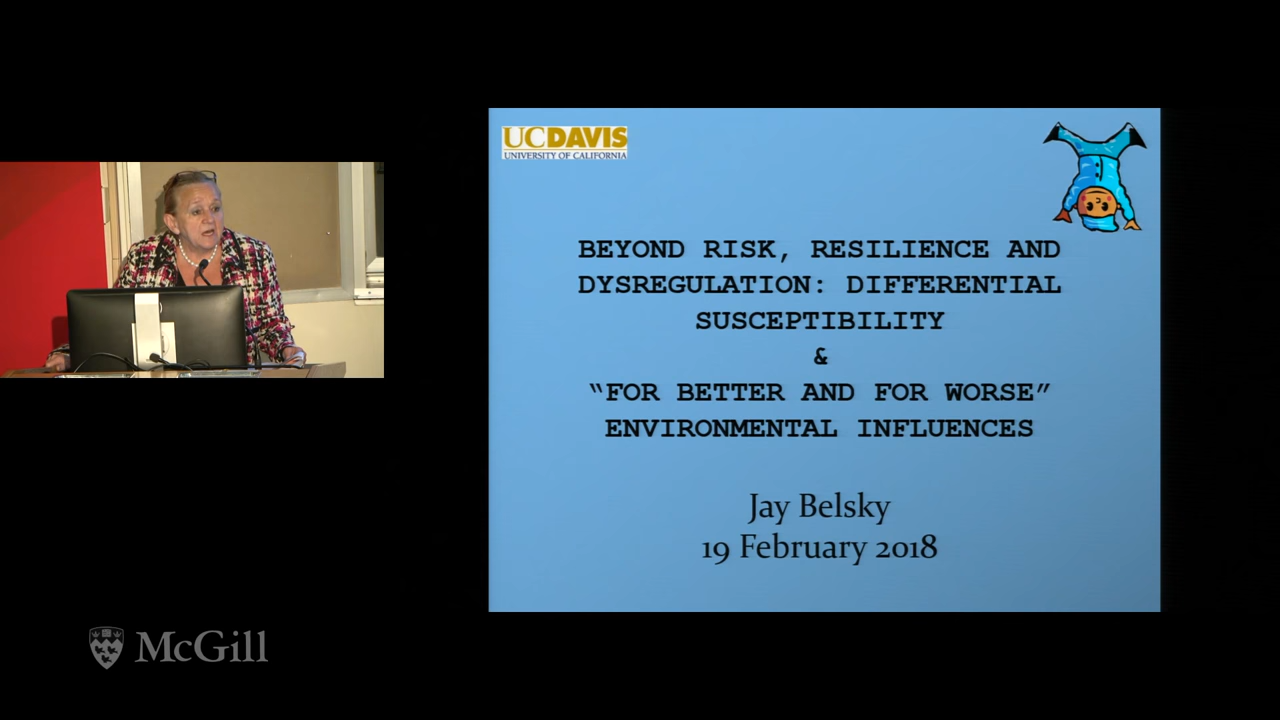 UCDAVIS
UNIVERSITY OF CALIFORNIA
BEYOND RISK, RESILIENCE AND
DYSREGULATION: DIFFERENTIAL
SUSCEPTIBILITY
&
“FOR BETTER AND FOR WORSE”
ENVIRONMENTAL INFLUENCES
Jay Belsky
19 February 2018
McGill